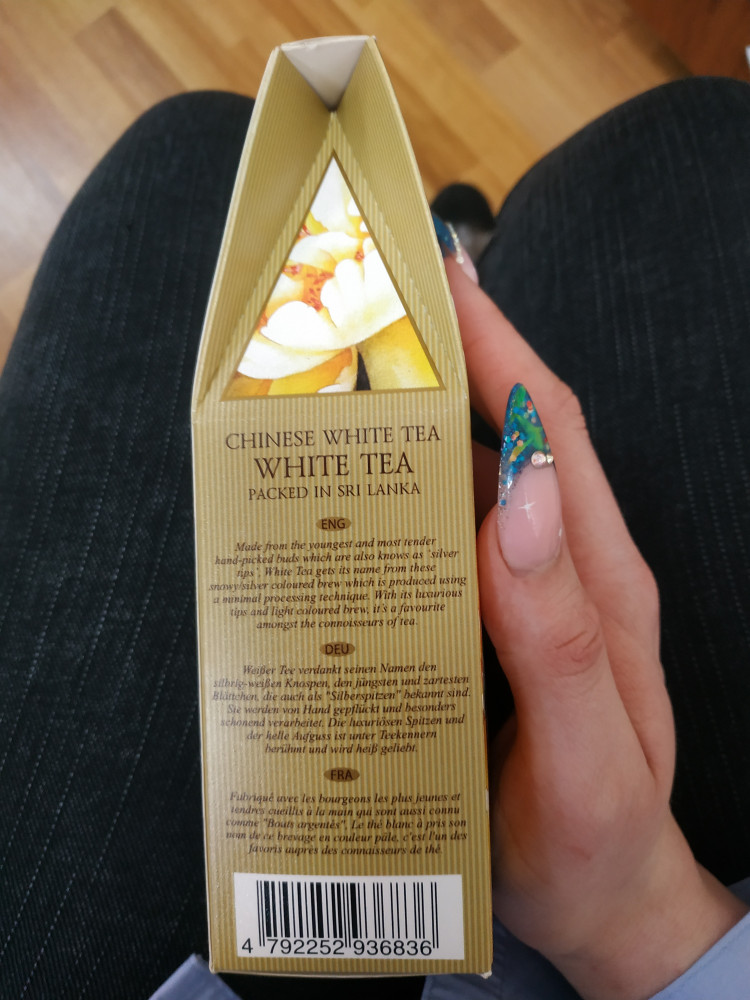 CHINESE WHITE TEA
WHITE TEA
PACKED IN SRI LANKA
ENG
Made from the youngest and most tender
hand-picked buds which are also knows as `silver
tips`. White Tea gets its name from these
snowy/silver coloured brew which is produced using
a minimal processing technique. With its luxurious
tips and light coloured brew, it's a favourite
amongst the connoisseurs of tea.
DEU
Weißer Tee verdankt seinen Namen den
silbrig-weißen Knospen, den jüngsten und zartesten
Blättchen, die auch als "Silberspitzen" bekannt sind.
Sie werden von Hand gepflückt und besonders
schonend verarbeitet. Die luxuriösen Spitzen und
der helle Aufguss ist unter Teekennern
berühmt und wird heiß geliebt.
FRA
Fabriqué avec les bourgeons les plus jeunes et
tendres cueillis à la main qui sont aussi connu
comme "Bouts argentés". Le thé blanc à pris son
nom de ce brevage en couleur pâle, c'est l'un des
favoris aupres des connaisseurs de thé.
4 792252 936836